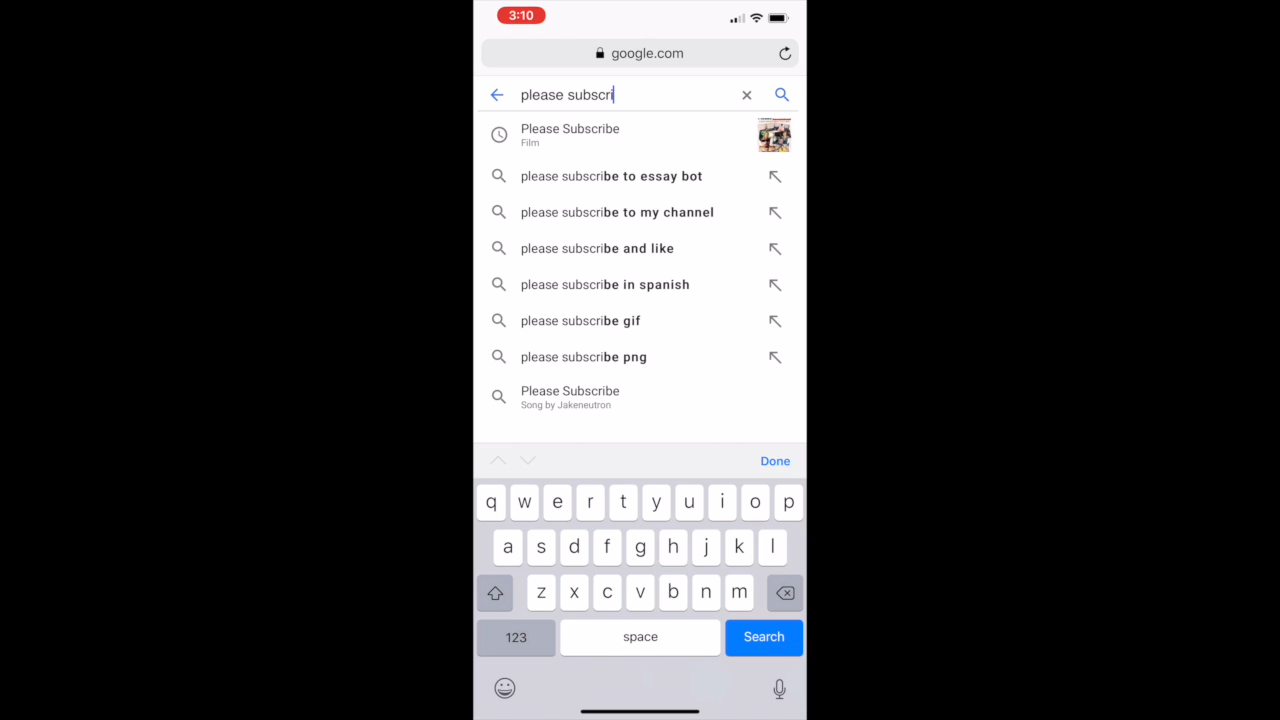 3:10
google.com
please subscri
Please Subscribe
Film
please subscribe to essay bot
please subscribe to my channel
please subscribe and like
please subscribe in spanish
please subscribe gif
please subscribe png
Please Subscribe
Song by Jakeneutron
Done
q w e r t y u i o p
a s d f g h j k l
z x c v b n m
123 space Search